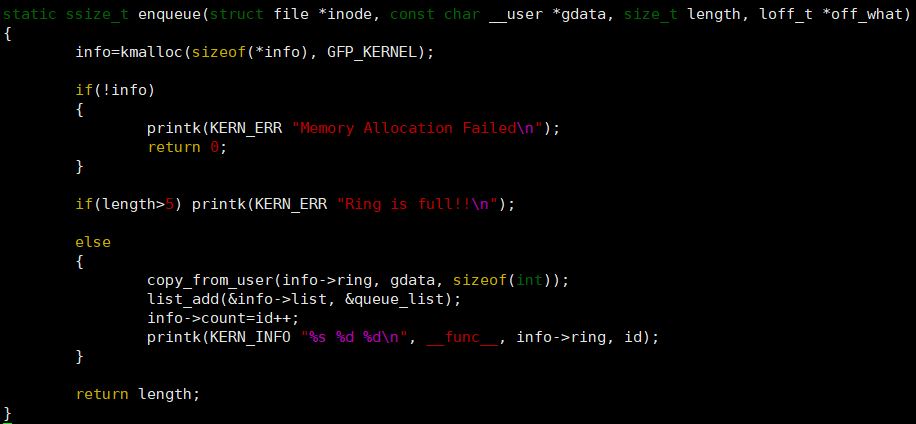 static ssize_t enqueue(struct file *inode, const char __user *gdata, size_t length, loff_t *off_what)
{
        info=kmalloc(sizeof(*info), GFP_KERNEL);

        if(!info)
        {
                printk(KERN_ERR "Memory Allocation Failed\n");
                return 0;
        }

        if(length>5) printk(KERN_ERR "Ring is full!!\n");

        else
        {
                copy_from_user(info->ring, gdata, sizeof(int));
                list_add(&info->list, &queue_list);
                info->count=id++;
                printk(KERN_INFO "%s %d %d\n", __func__, info->ring, id);
        }

        return length;
}